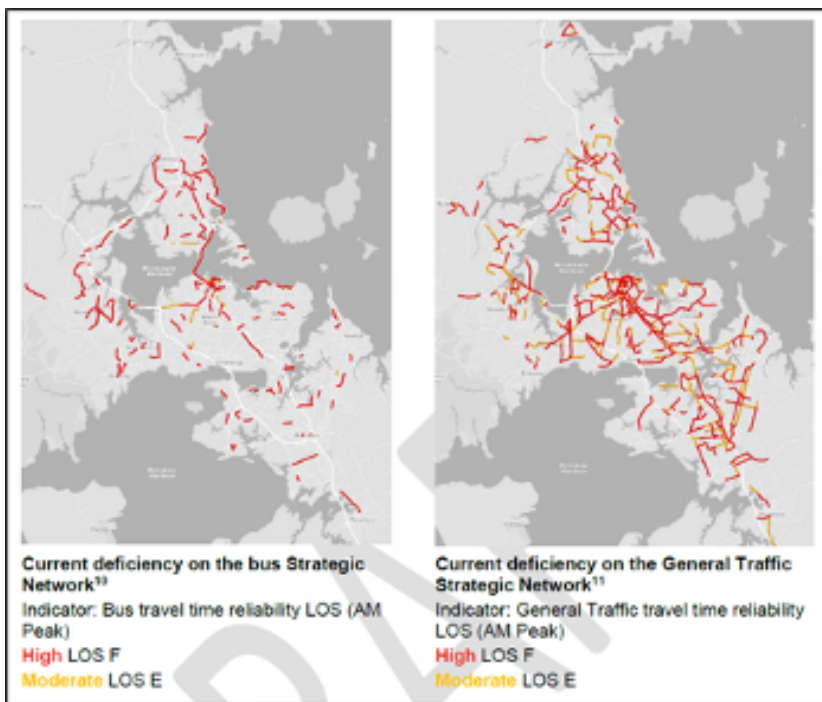 Current deficiency on the bus Strategic
Network¹⁰
Indicator: Bus travel time reliability LOS (AM
Peak)
High LOS F
Moderate LOS E
Current deficiency on the General Traffic
Strategic Network¹¹
Indicator: General Traffic travel time reliability
LOS (AM Peak)
High LOS F
Moderate LOS E